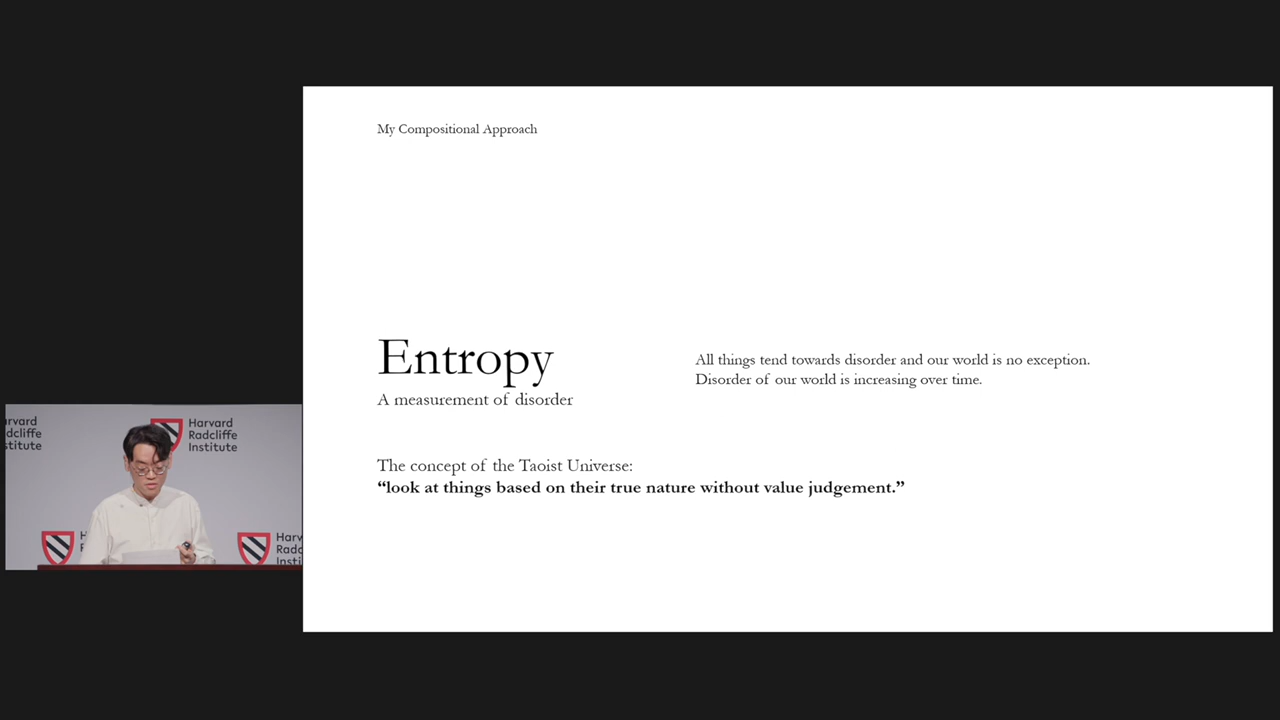 My Compositional Approach
Entropy
A measurement of disorder
All things tend towards disorder and our world is no exception.
Disorder of our world is increasing over time.
The concept of the Taoist Universe:
“look at things based on their true nature without value judgement.”
Harvard
Radcliffe
Institute